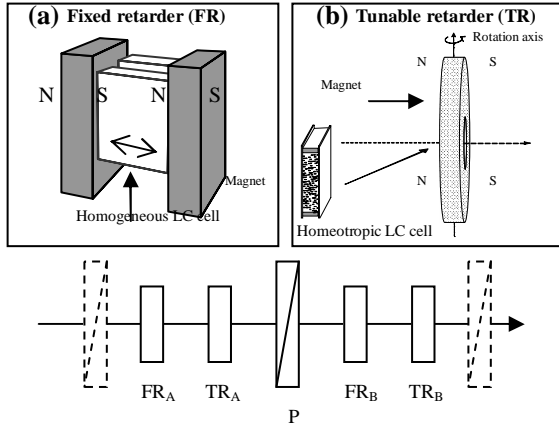 (a) Fixed retarder (FR)
N S N S
Magnet
Homogeneous LC cell
(b) Tunable retarder (TR)
Rotation axis
N S
Magnet
N S
Homeotropic LC cell
FRA TRA P FRB TRB